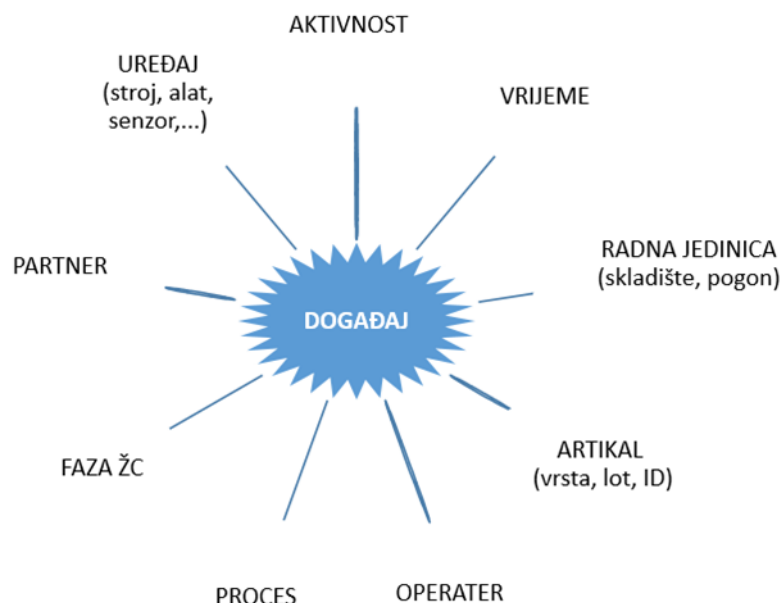 AKTIVNOST
UREĐAJ
(stroj, alat,
senzor,...)
VRIJEME
PARTNER
RADNA JEDINICA
(skladište, pogon)
DOGAĐAJ
FAZA ŽC
ARTIKAL
(vrsta, lot, ID)
PROCES
OPERATER